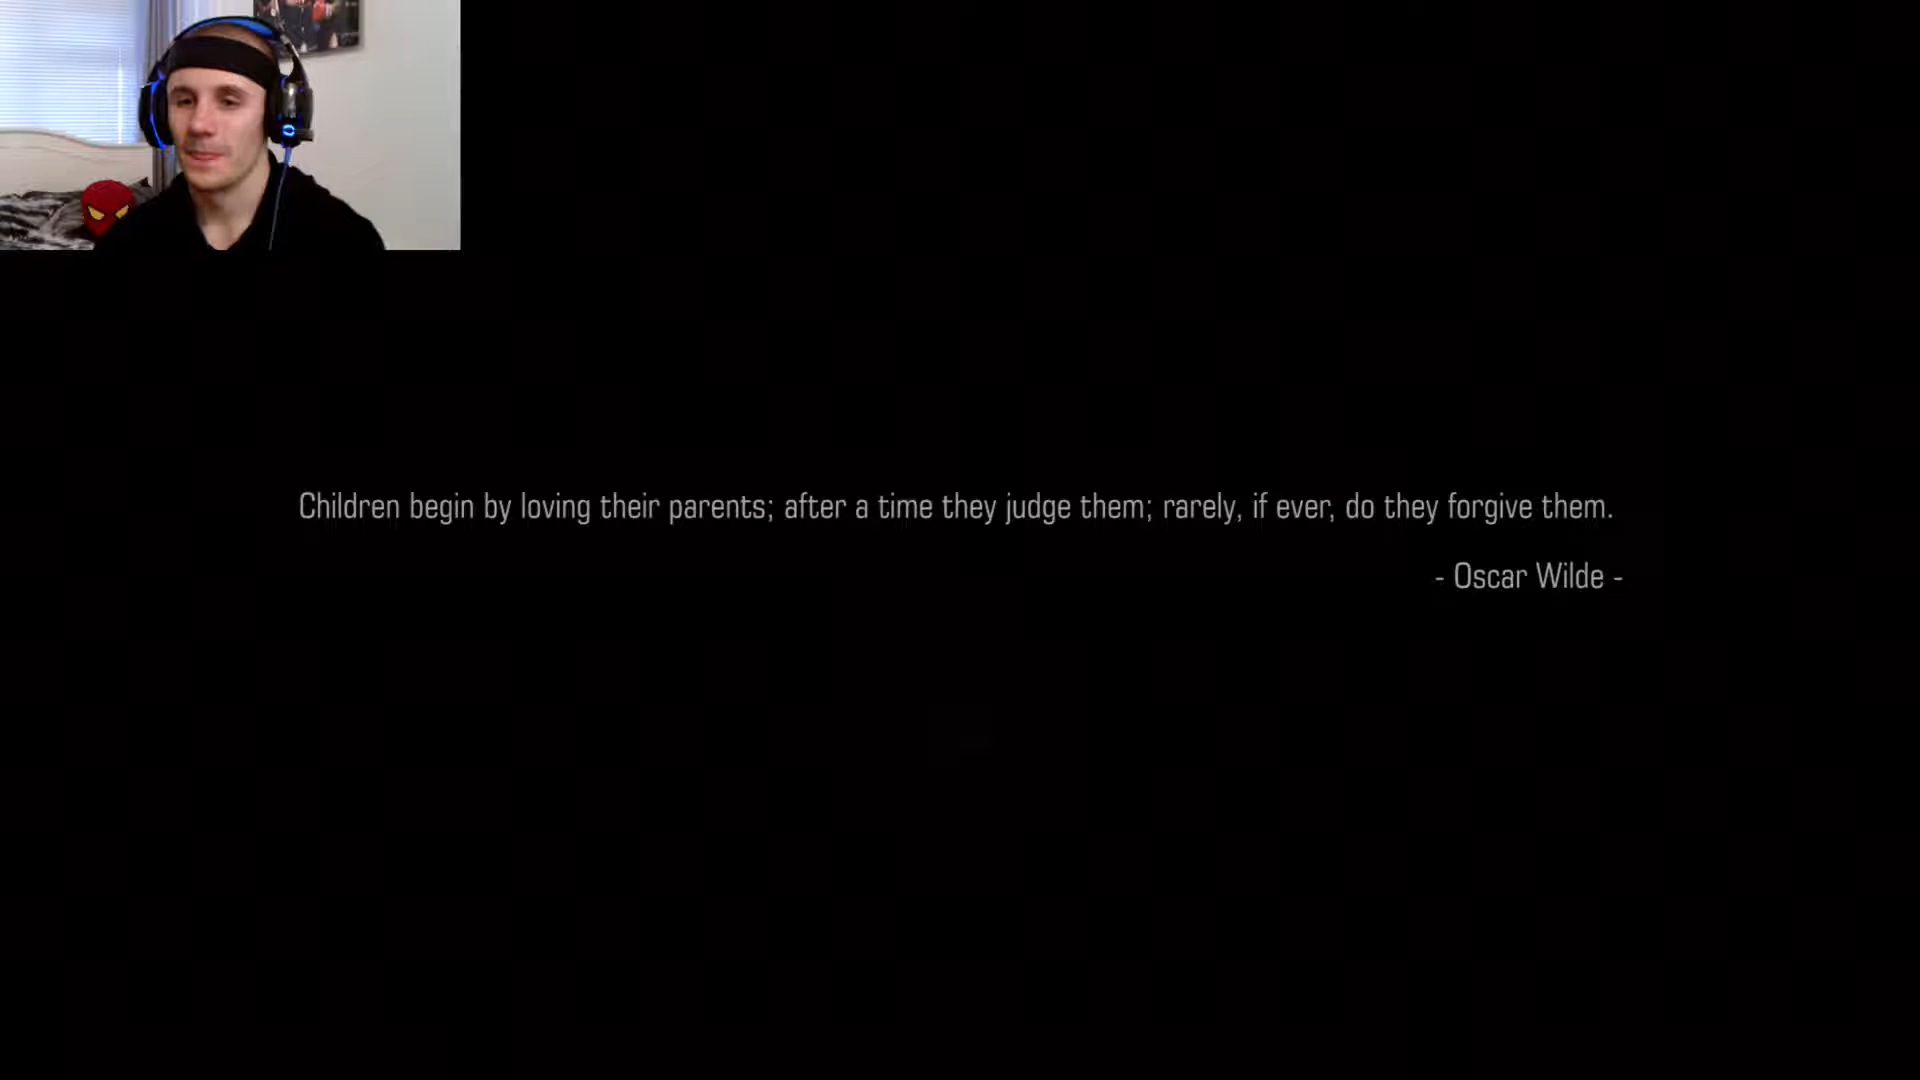 Children begin by loving their parents; after a time they judge them; rarely, if ever, do they forgive them.
- Oscar Wilde -